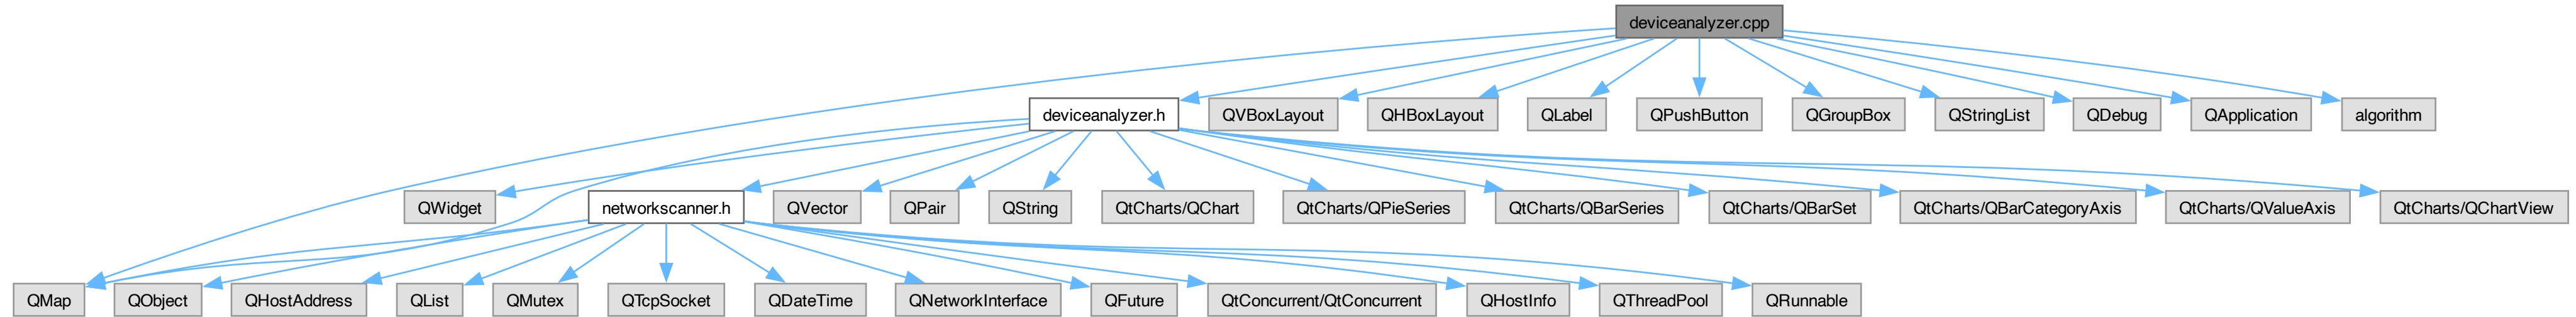 deviceanalyzer.cpp
deviceanalyzer.h
QVBoxLayout
QHBoxLayout
QLabel
QPushButton
QGroupBox
QStringList
QDebug
QApplication
algorithm
QWidget
networkscanner.h
QVector
QPair
QString
QtCharts/QChart
QtCharts/QPieSeries
QtCharts/QBarSeries
QtCharts/QBarSet
QtCharts/QBarCategoryAxis
QtCharts/QValueAxis
QtCharts/QChartView
QMap
QObject
QHostAddress
QList
QMutex
QTcpSocket
QDateTime
QNetworkInterface
QFuture
QtConcurrent/QtConcurrent
QHostInfo
QThreadPool
QRunnable